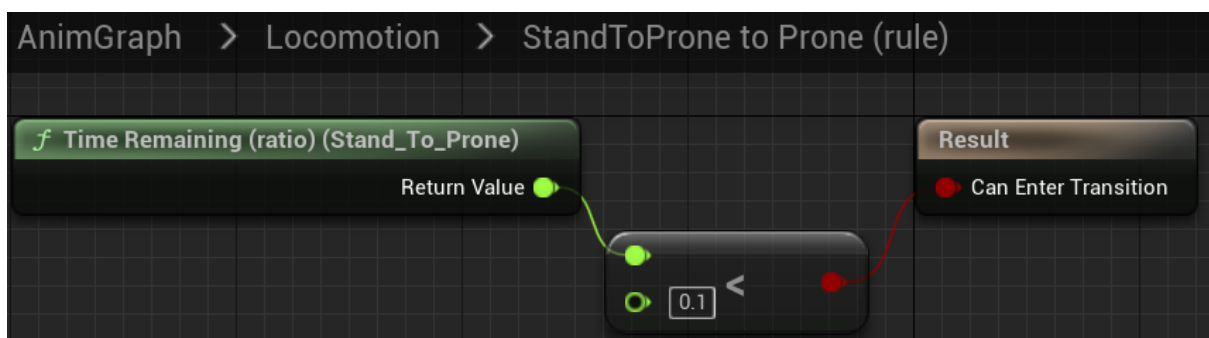 AnimGraph > Locomotion > StandToProne to Prone (rule)
f Time Remaining (ratio) (Stand_To_Prone)
Return Value
Result
Can Enter Transition
0.1 <